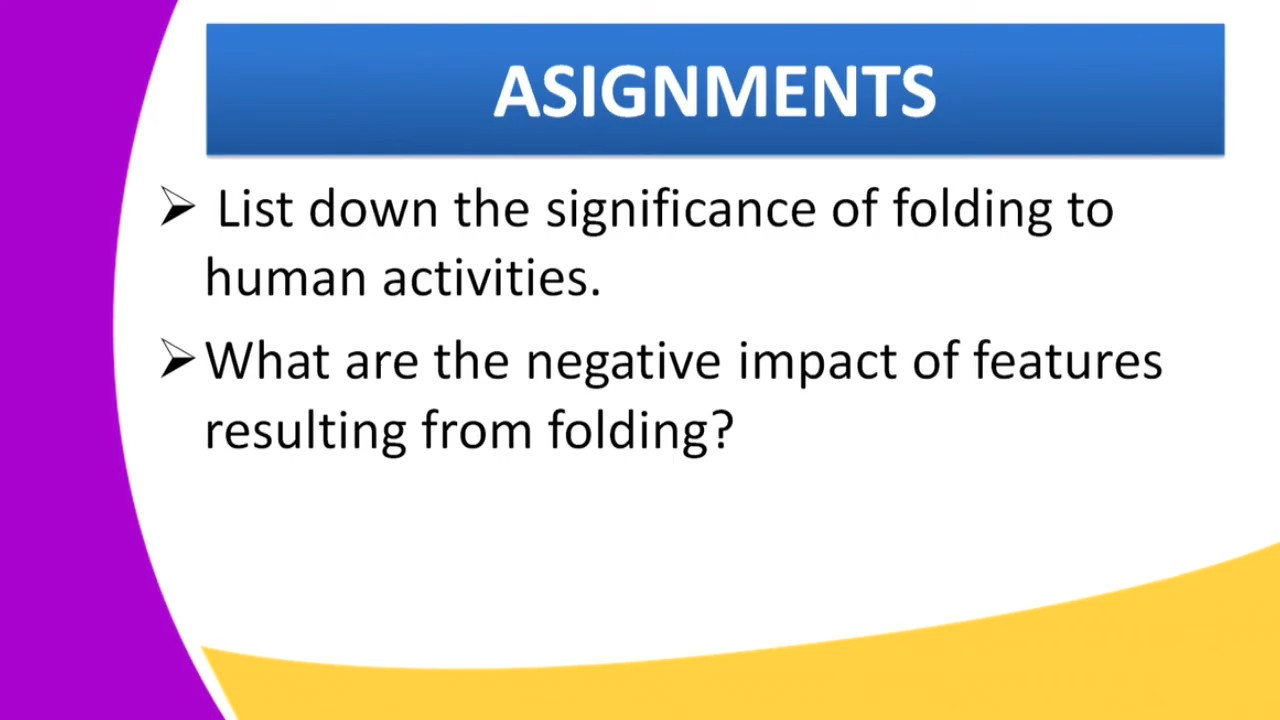 ASIGNMENTS
➢ List down the significance of folding to
human activities.
➢What are the negative impact of features
resulting from folding?